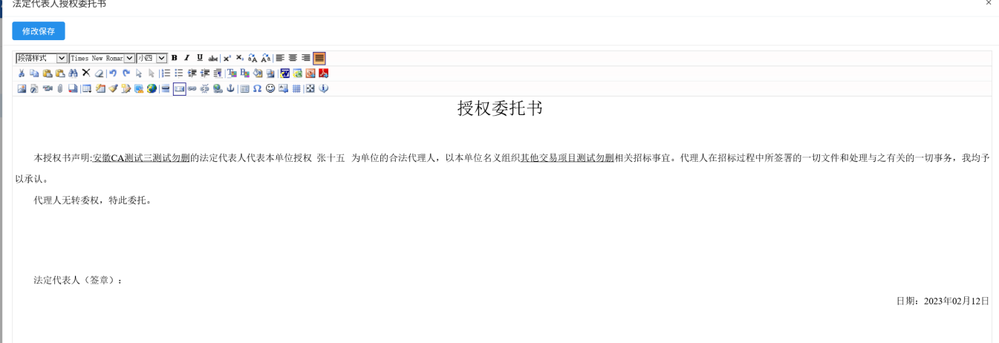 法定代表人授权委托书
×
修改保存
段落样式 Times New Roman 小四 B I U abc x² x₂ aA Aa
授权委托书
本授权书声明:安徽CA测试三测试勿删的法定代表人代表本单位授权 张十五 为单位的合法代理人，以本单位名义组织其他交易项目测试勿删相关招标事宜。代理人在招标过程中所签署的一切文件和处理与之有关的一切事务，我均予
以承认。
代理人无转委权，特此委托。
法定代表人（签章）：
日期：2023年02月12日